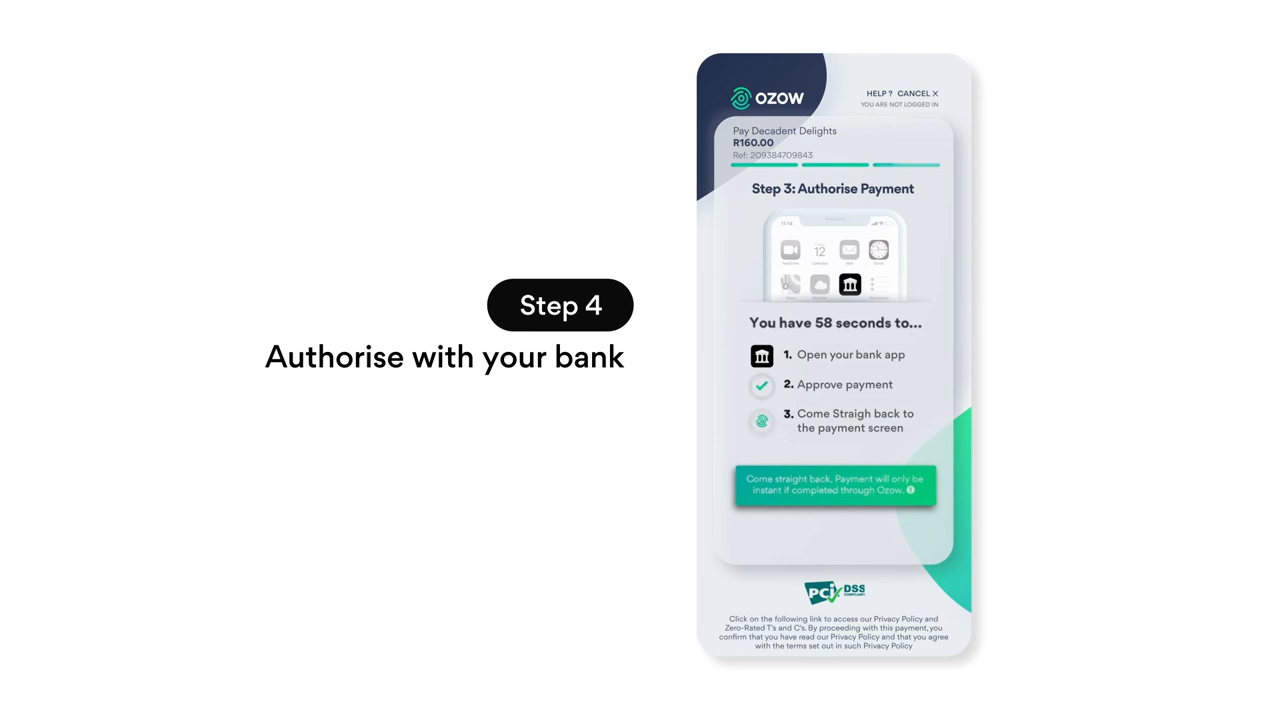 Step 4
Authorise with your bank
OZOW
HELP ? CANCEL X
YOU ARE NOT LOGGED IN
Pay Decadent Delights
R160.00
Ref: 209384709843
Step 3: Authorise Payment
11:14
12
You have 58 seconds to...
1. Open your bank app
2. Approve payment
3. Come Straigh back to
the payment screen
Come straight back. Payment will only be
instant if completed through Ozow.
PCI DSS
COMPLIANT
Click on the following link to access our Privacy Policy and
Zero-Rated T's and C's. By proceeding with this payment, you
confirm that you have read our Privacy Policy and that you agree
with the terms set out in such Privacy Policy